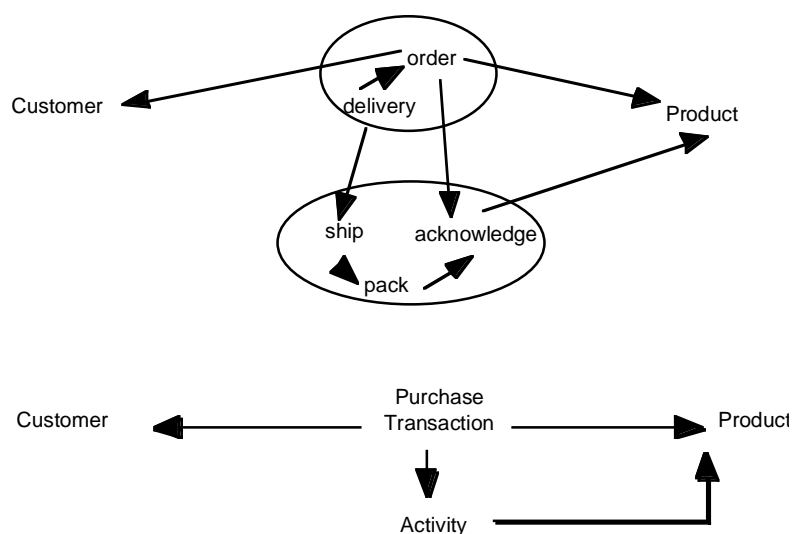 order
Customer
delivery
Product
ship
acknowledge
pack
Purchase
Customer
Transaction
Product
Activity